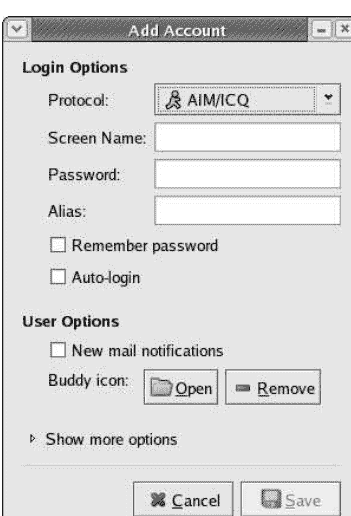 Add Account
Login Options
Protocol: AIM/ICQ
Screen Name:
Password:
Alias:
Remember password
Auto-login
User Options
New mail notifications
Buddy icon: Open Remove
Show more options
Cancel Save